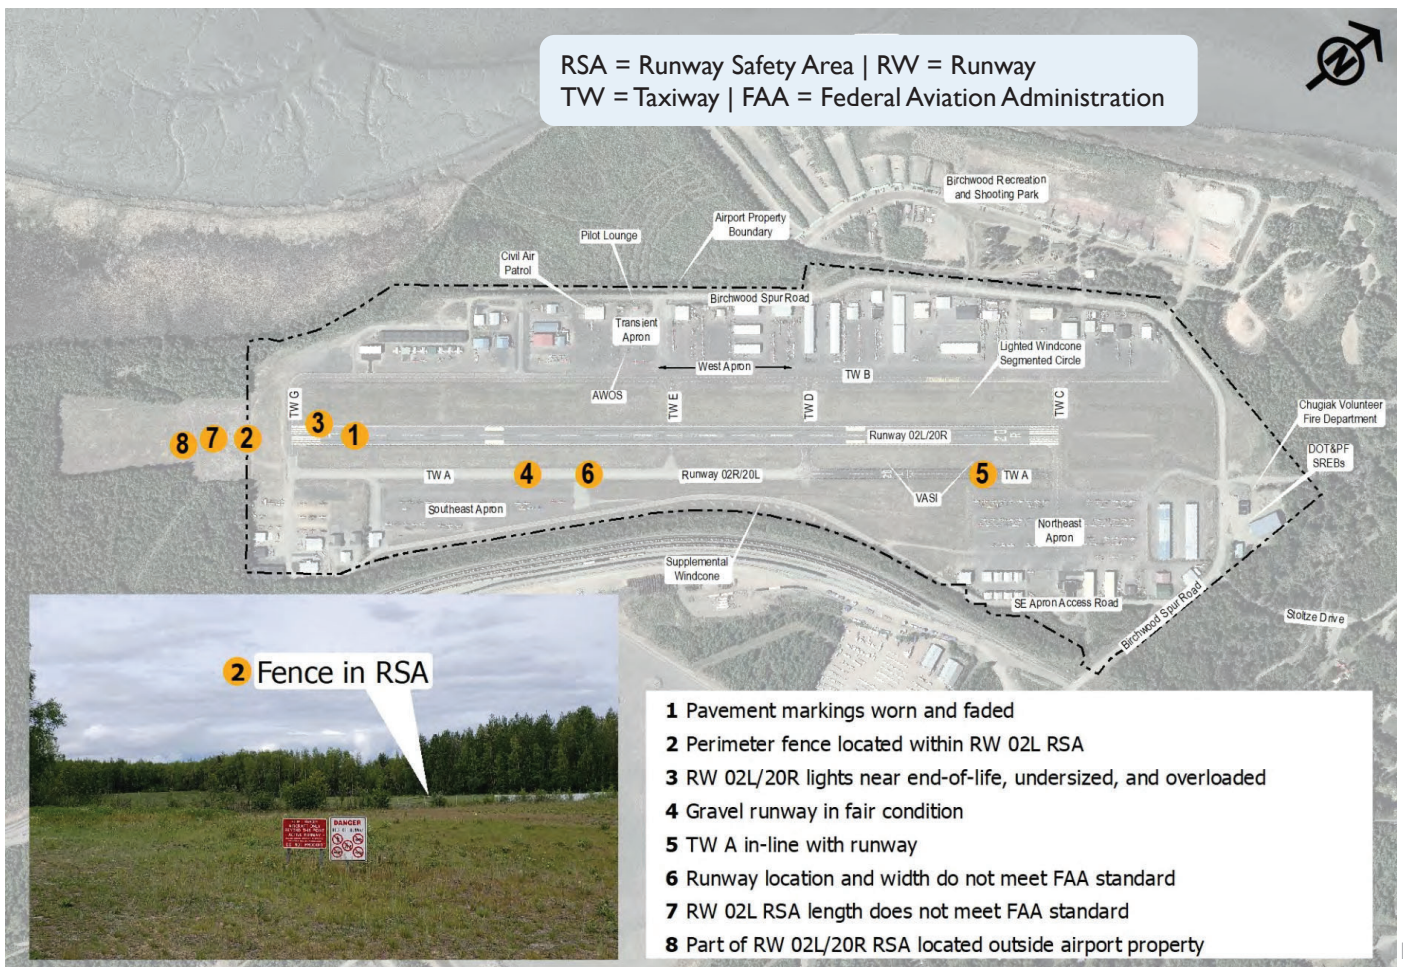 RSA = Runway Safety Area | RW = Runway
TW = Taxiway | FAA = Federal Aviation Administration
N
Birchwood Recreation
and Shooting Park
Airport Property
Boundary
Pilot Lounge
Civil Air
Patrol
Birchwood Spur Road
Transient
Apron
Lighted Windcone
Segmented Circle
West Apron
TW B
AWOS
TW G
TW E
TW D
TW C
Chugiak Volunteer
Fire Department
3
1
2
7
8
Runway 02L/20R
20
R
DOT&PF
SREBs
TW A
4
6
Runway 02R/20L
5
TW A
VASI
Southeast Apron
Northeast
Apron
Supplemental
Windcone
SE Apron Access Road
Birchwood Spur Road
Stoltze Drive
2 Fence in RSA
DANGER
1 Pavement markings worn and faded
2 Perimeter fence located within RW 02L RSA
3 RW 02L/20R lights near end-of-life, undersized, and overloaded
4 Gravel runway in fair condition
5 TW A in-line with runway
6 Runway location and width do not meet FAA standard
7 RW 02L RSA length does not meet FAA standard
8 Part of RW 02L/20R RSA located outside airport property